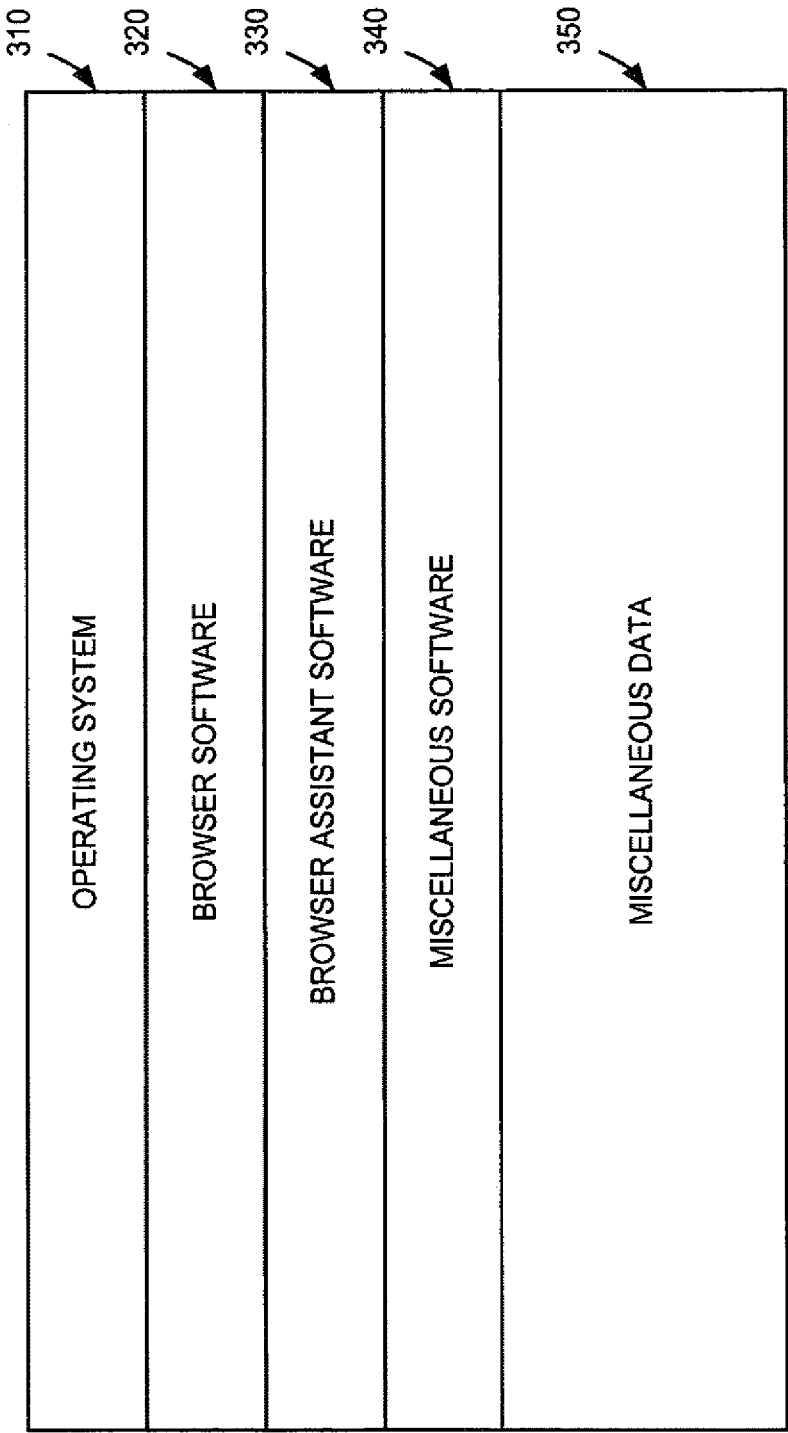 OPERATING SYSTEM 310
BROWSER SOFTWARE 320
BROWSER ASSISTANT SOFTWARE 330
MISCELLANEOUS SOFTWARE 340
MISCELLANEOUS DATA 350